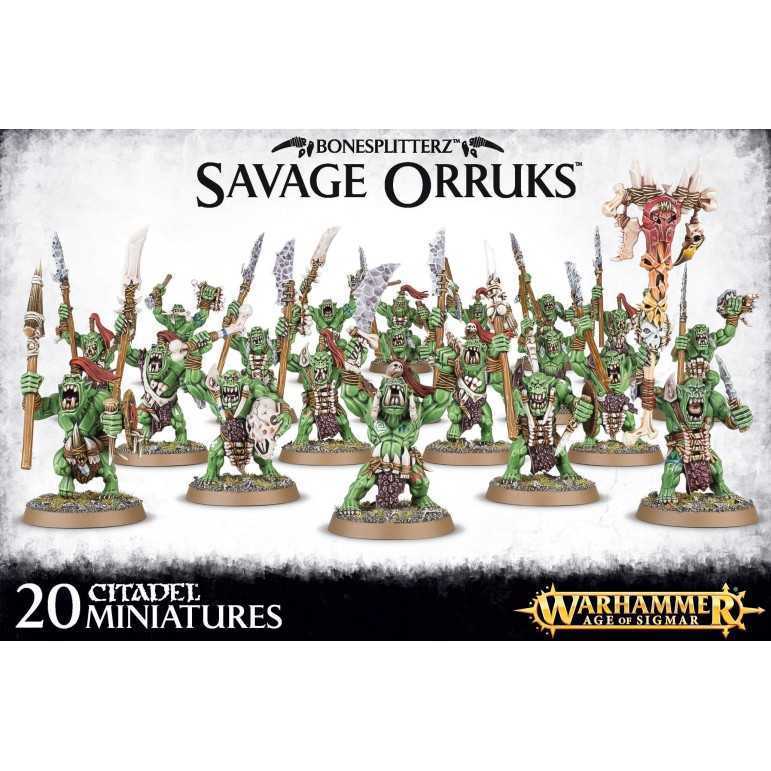 BONESPLITTERZ™
SAVAGE ORRUKS™
20 CITADEL MINIATURES
WARHAMMER
AGE OF SIGMAR